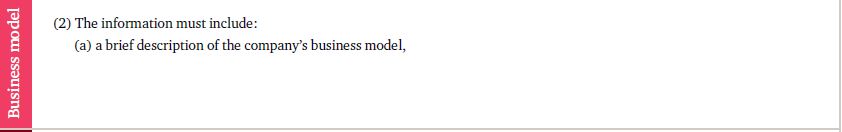 Business model
(2) The information must include:
(a) a brief description of the company’s business model,